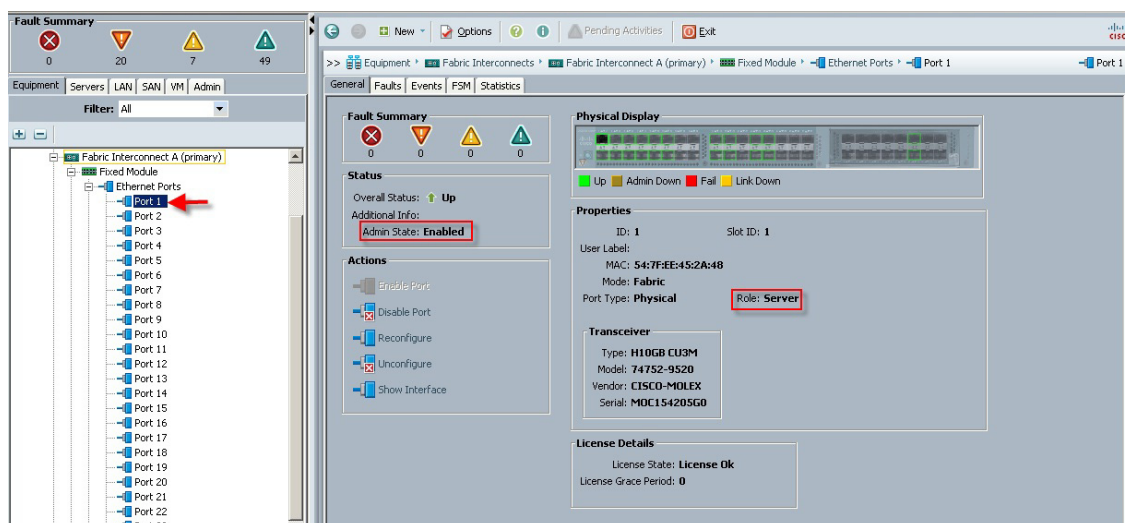 Fault Summary
0 20 7 49
Equipment Servers LAN SAN VM Admin
Filter: All
Fabric Interconnect A (primary)
Fixed Module
Ethernet Ports
Port 1
Port 2
Port 3
Port 4
Port 5
Port 6
Port 7
Port 8
Port 9
Port 10
Port 11
Port 12
Port 13
Port 14
Port 15
Port 16
Port 17
Port 18
Port 19
Port 20
Port 21
Port 22
New Options Pending Activities Exit
>> Equipment Fabric Interconnects Fabric Interconnect A (primary) Fixed Module Ethernet Ports Port 1 Port 1
General Faults Events FSM Statistics
Fault Summary
0 0 0 0
Status
Overall Status: Up
Additional Info:
Admin State: Enabled
Actions
Enable Port
Disable Port
Reconfigure
Unconfigure
Show Interface
Physical Display
Up Admin Down Fail Link Down
Properties
ID: 1 Slot ID: 1
User Label:
MAC: 54:7F:EE:45:2A:48
Mode: Fabric
Port Type: Physical Role: Server
Transceiver
Type: H10GB CU3M
Model: 74752-9520
Vendor: CISCO-MOLEX
Serial: MOC154205G0
License Details
License State: License Ok
License Grace Period: 0